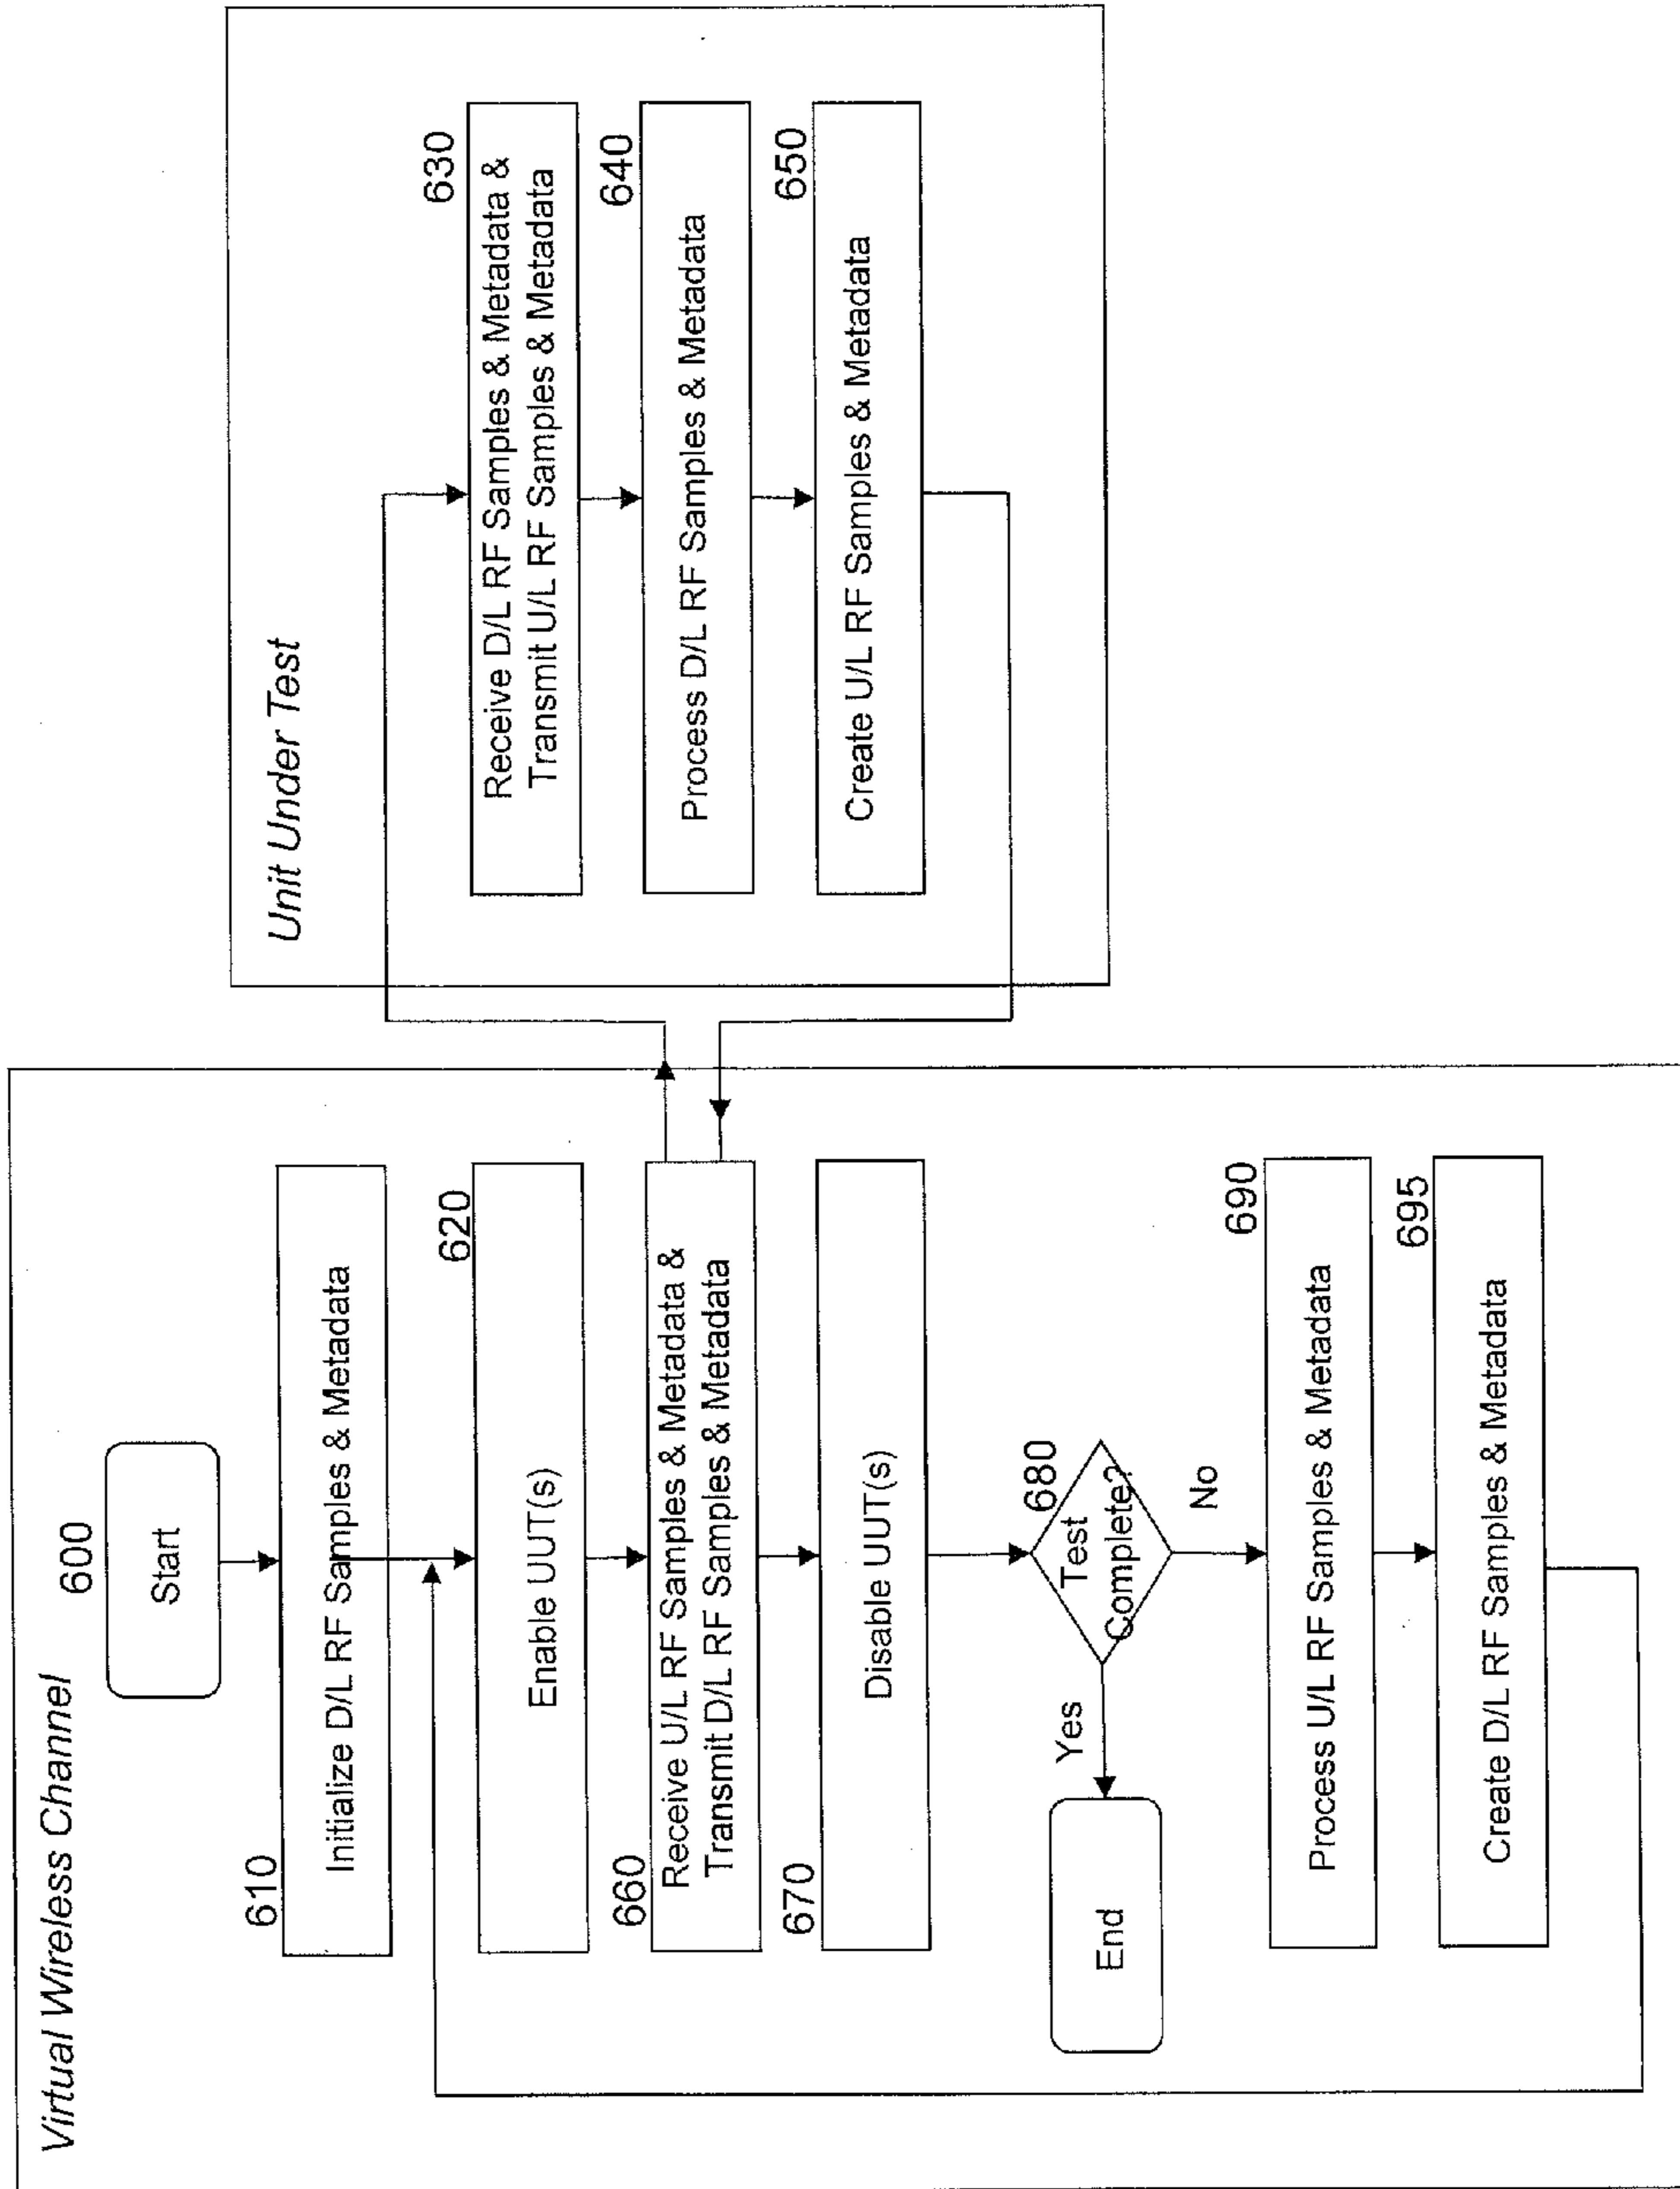 Virtual Wireless Channel
600
Start
610
Initialize D/L RF Samples & Metadata
620
Enable UUT(s)
660
Receive U/L RF Samples & Metadata &
Transmit D/L RF Samples & Metadata
670
Disable UUT(s)
680
Test
Complete?
Yes
End
No
690
Process U/L RF Samples & Metadata
695
Create D/L RF Samples & Metadata
Unit Under Test
630
Receive D/L RF Samples & Metadata &
Transmit U/L RF Samples & Metadata
640
Process D/L RF Samples & Metadata
650
Create U/L RF Samples & Metadata